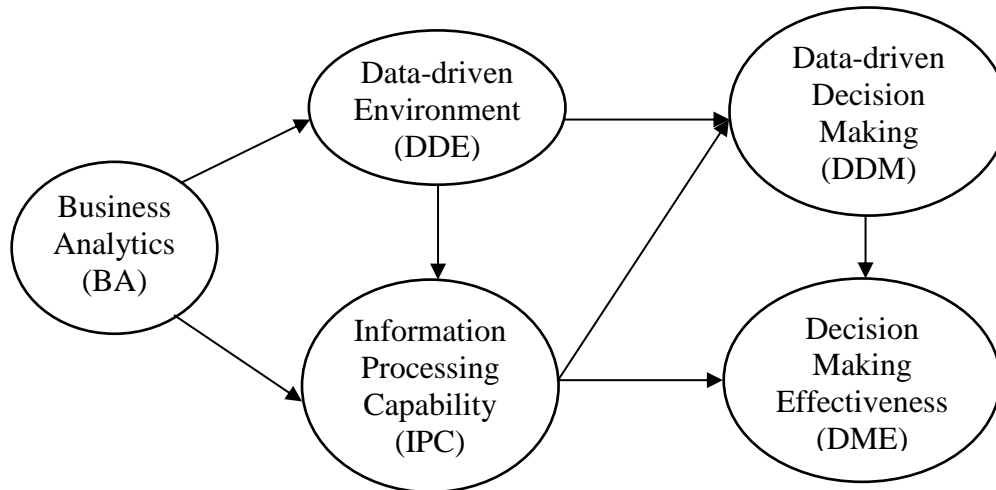 Data-driven
Environment
(DDE)
Data-driven
Decision
Making
(DDM)
Business
Analytics
(BA)
Information
Processing
Capability
(IPC)
Decision
Making
Effectiveness
(DME)